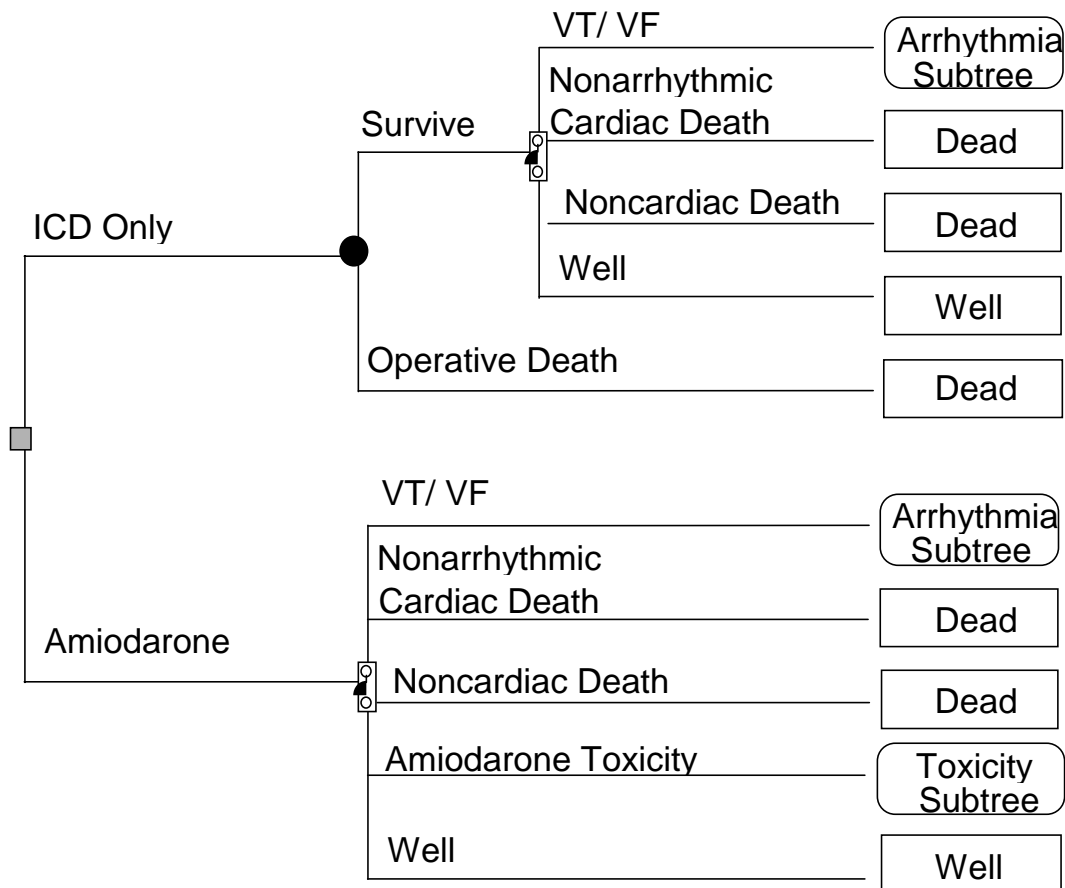 VT/ VF
Arrhythmia
Subtree
Nonarrhythmic
Cardiac Death
Dead
Survive
Noncardiac Death
Dead
ICD Only
Well
Well
Operative Death
Dead
VT/ VF
Arrhythmia
Subtree
Nonarrhythmic
Cardiac Death
Dead
Amiodarone
Noncardiac Death
Dead
Amiodarone Toxicity
Toxicity
Subtree
Well
Well